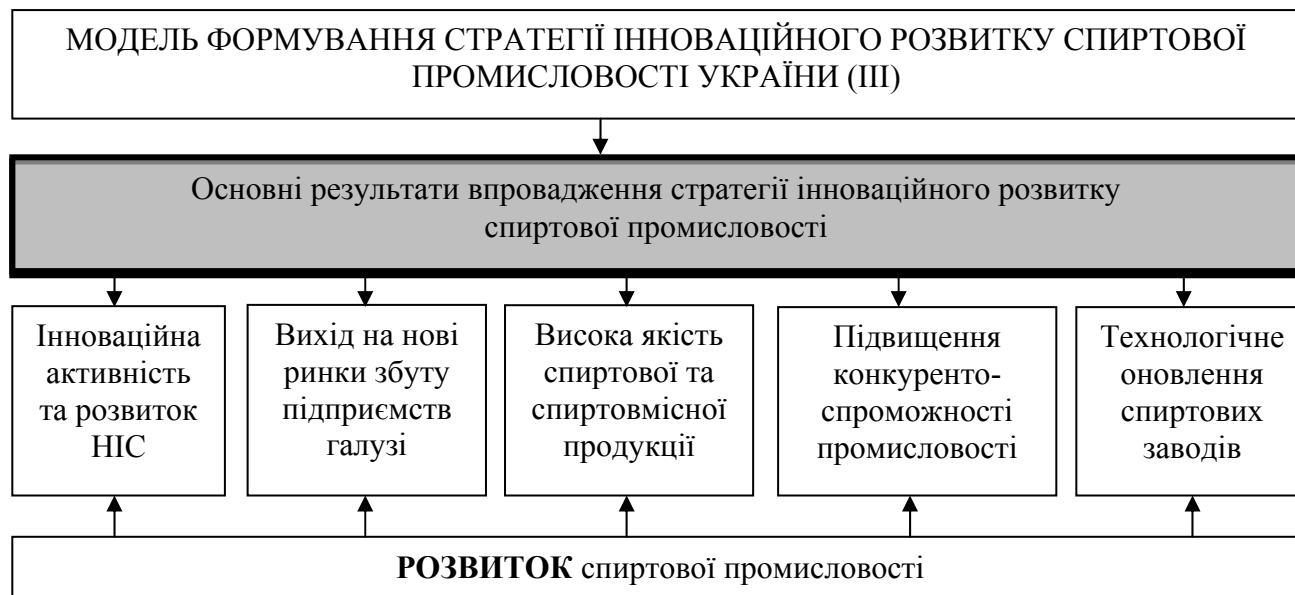 МОДЕЛЬ ФОРМУВАННЯ СТРАТЕГІЇ ІННОВАЦІЙНОГО РОЗВИТКУ СПИРТОВОЇ
ПРОМИСЛОВОСТІ УКРАЇНИ (ІІІ)
Основні результати впровадження стратегії інноваційного розвитку
спиртової промисловості
Інноваційна
активність
та розвиток
НІС
Вихід на нові
ринки збуту
підприємств
галузі
Висока якість
спиртової та
спиртовмісної
продукції
Підвищення
конкуренто-
спроможності
промисловості
Технологічне
оновлення
спиртових
заводів
РОЗВИТОК спиртової промисловості